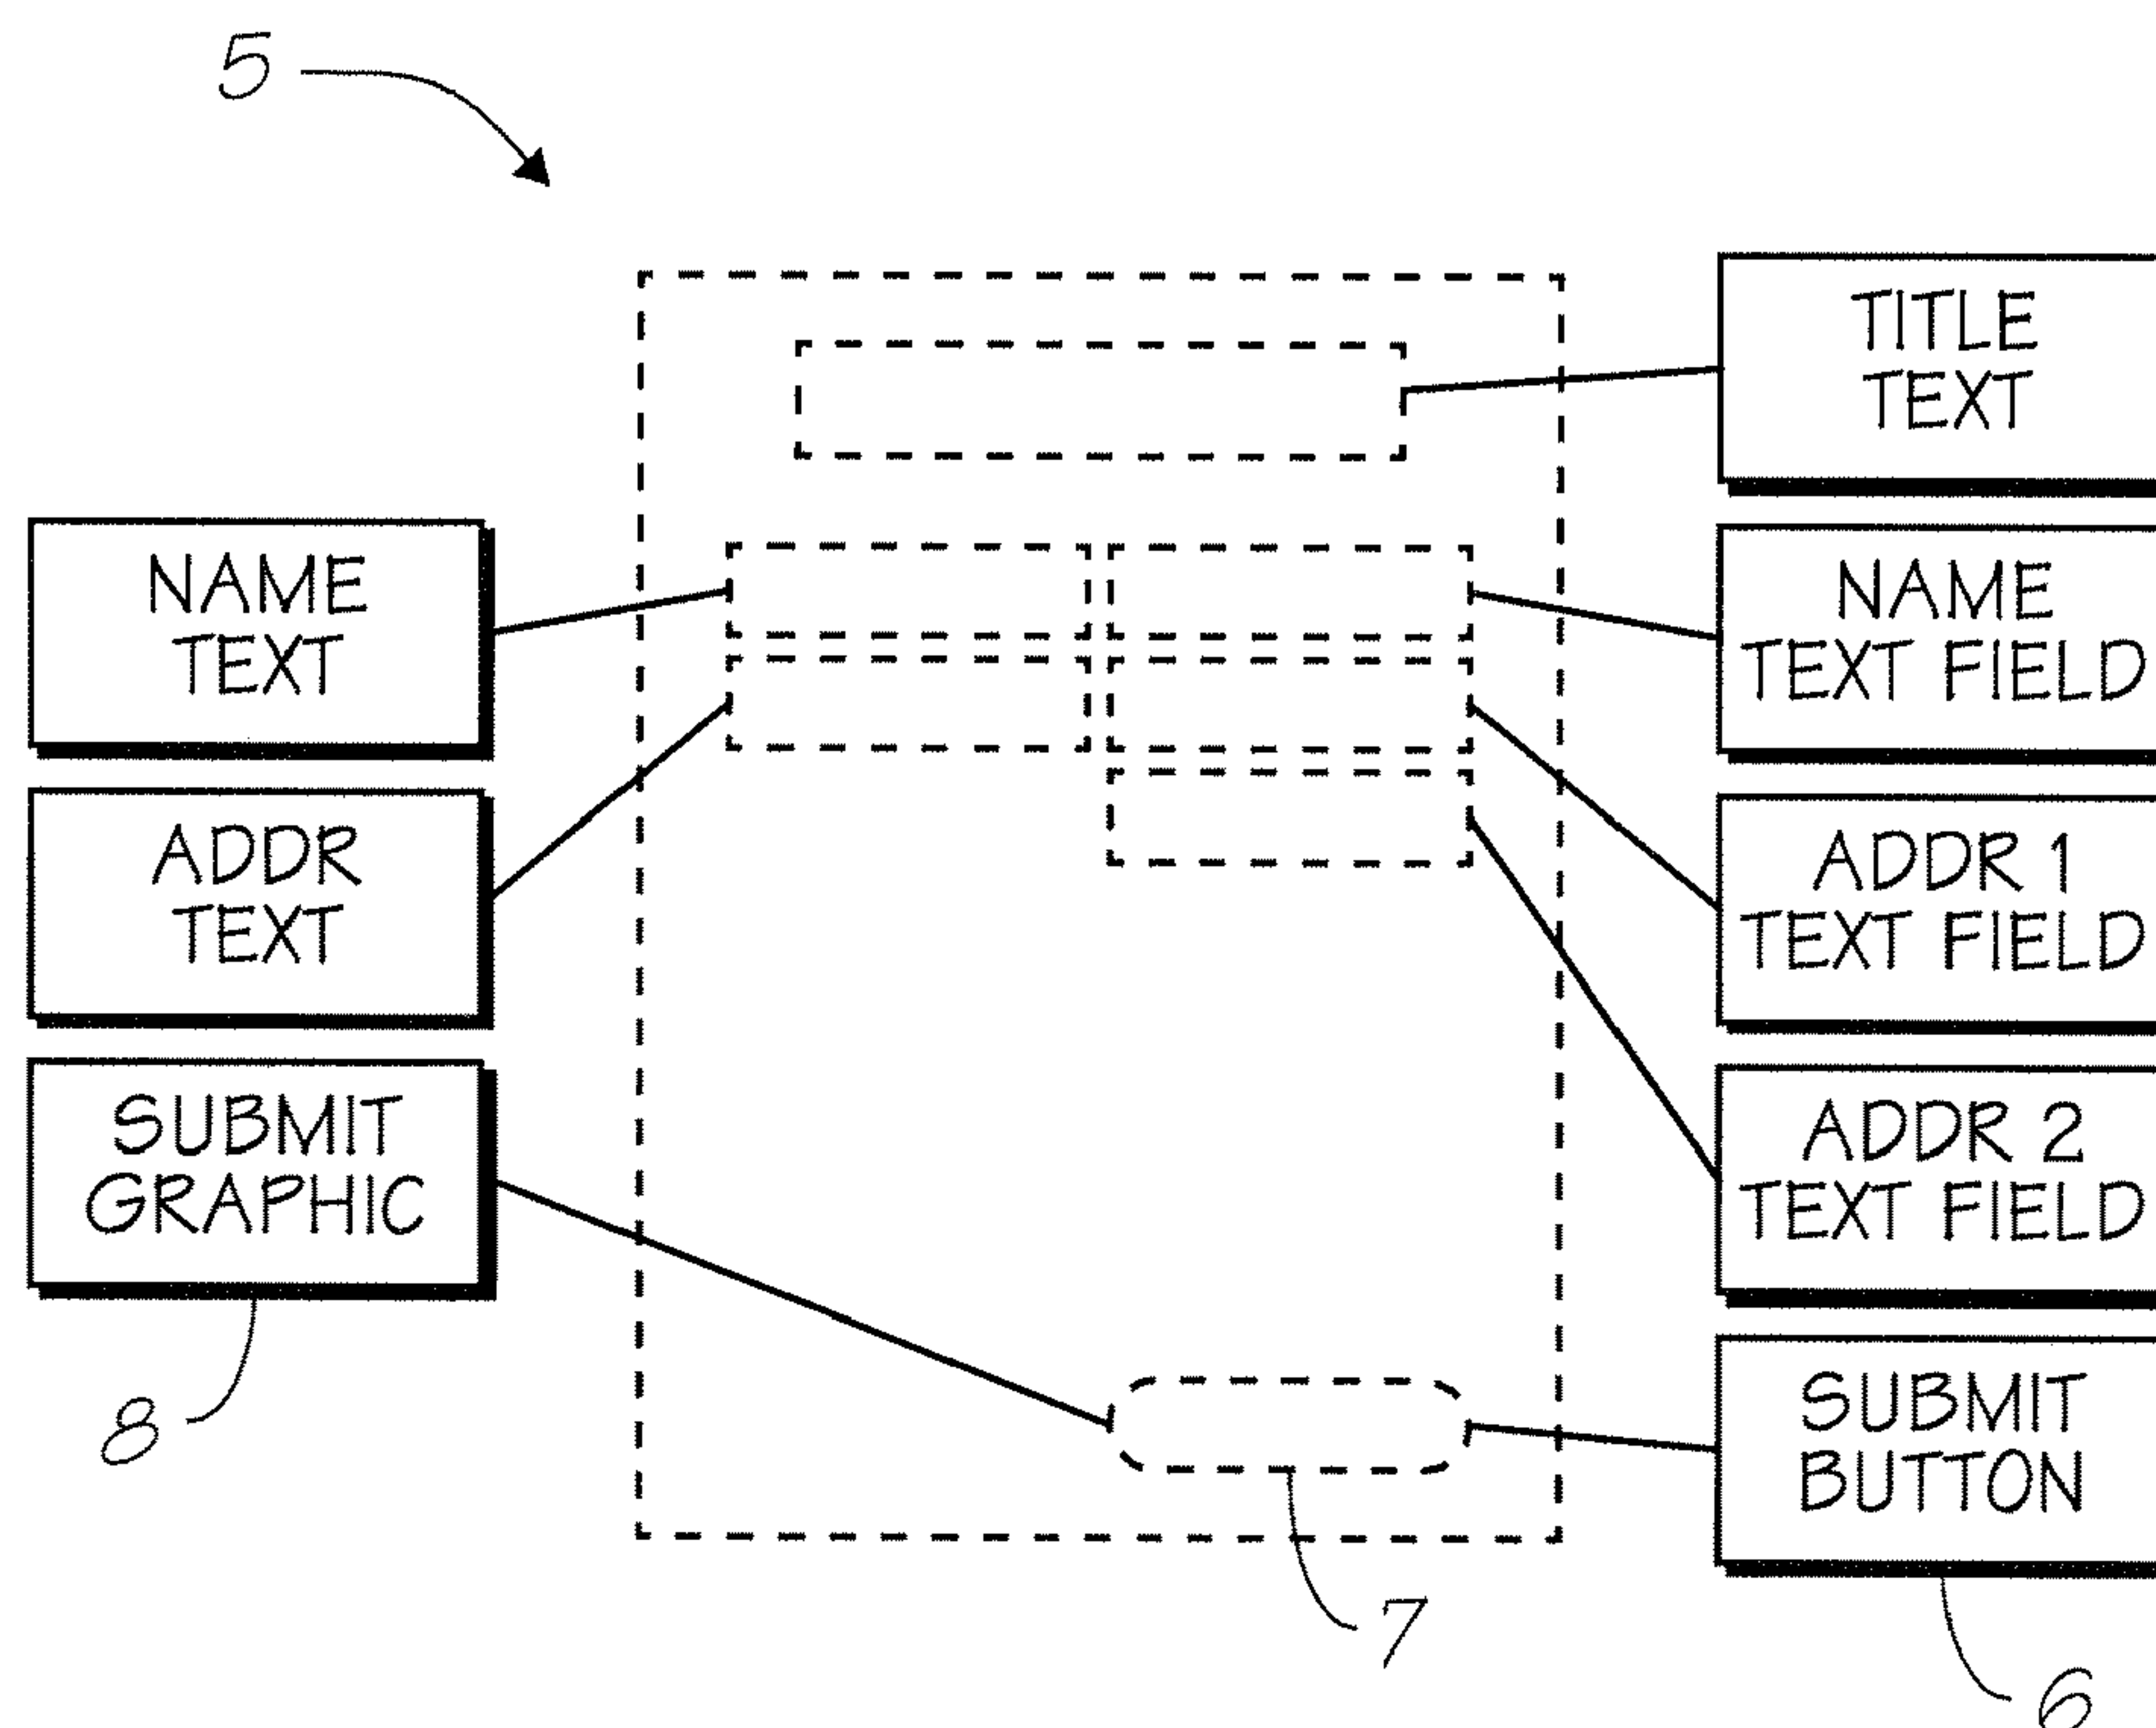 5
TITLE
TEXT
NAME
TEXT
NAME
TEXT FIELD
ADDR
TEXT
ADDR 1
TEXT FIELD
SUBMIT
GRAPHIC
ADDR 2
TEXT FIELD
8
SUBMIT
BUTTON
7
6